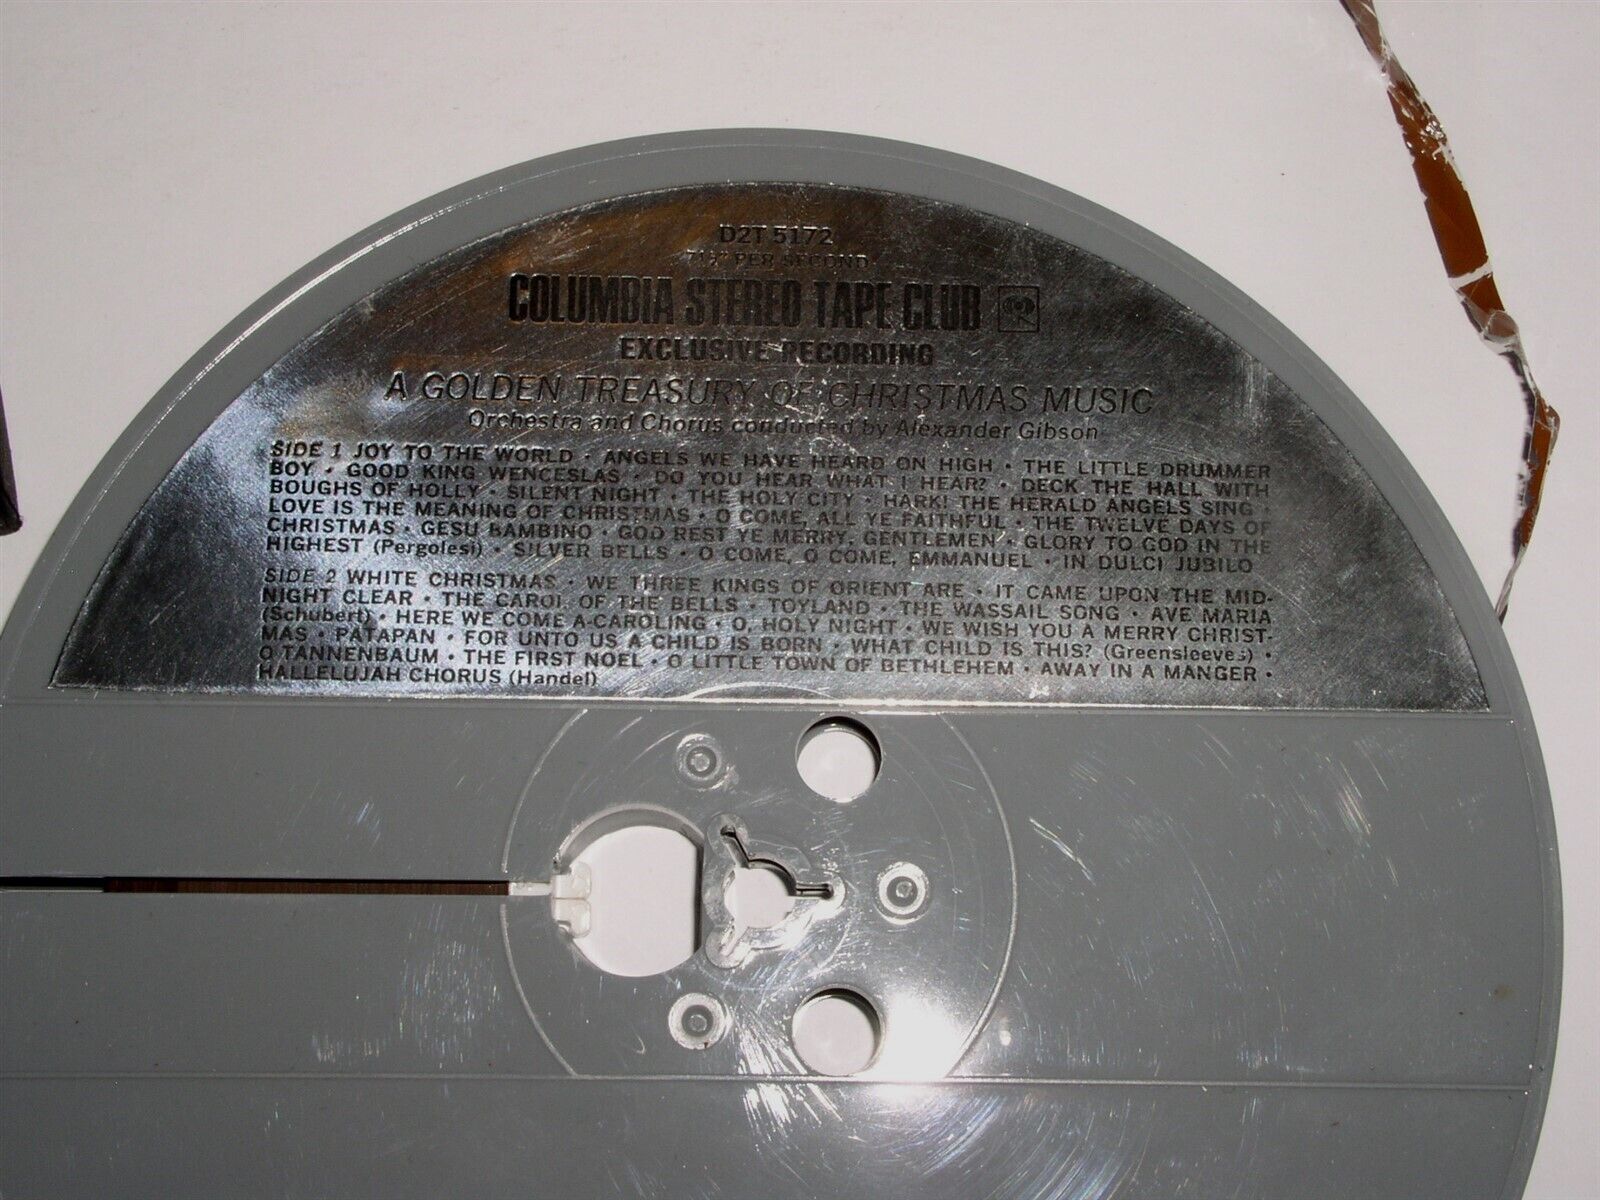 D2T 5172
7½" PER SECOND
COLUMBIA STEREO TAPE CLUB
EXCLUSIVE RECORDING
A GOLDEN TREASURY OF CHRISTMAS MUSIC
Orchestra and Chorus conducted by Alexander Gibson
SIDE 1 JOY TO THE WORLD · ANGELS WE HAVE HEARD ON HIGH · THE LITTLE DRUMMER
BOY · GOOD KING WENCESLAS · DO YOU HEAR WHAT I HEAR? · DECK THE HALL WITH
BOUGHS OF HOLLY · SILENT NIGHT · THE HOLY CITY · HARK! THE HERALD ANGELS SING ·
LOVE IS THE MEANING OF CHRISTMAS · O COME, ALL YE FAITHFUL · THE TWELVE DAYS OF
CHRISTMAS · GESU BAMBINO · GOD REST YE MERRY, GENTLEMEN · GLORY TO GOD IN THE
HIGHEST (Pergolesi) · SILVER BELLS · O COME, O COME, EMMANUEL · IN DULCI JUBILO
SIDE 2 WHITE CHRISTMAS · WE THREE KINGS OF ORIENT ARE · IT CAME UPON THE MID-
NIGHT CLEAR · THE CAROL OF THE BELLS · TOYLAND · THE WASSAIL SONG · AVE MARIA
(Schubert) · HERE WE COME A-CAROLING · O, HOLY NIGHT · WE WISH YOU A MERRY CHRIST-
MAS · PATAPAN · FOR UNTO US A CHILD IS BORN · WHAT CHILD IS THIS? (Greensleeves) ·
O TANNENBAUM · THE FIRST NOEL · O LITTLE TOWN OF BETHLEHEM · AWAY IN A MANGER ·
HALLELUJAH CHORUS (Handel)